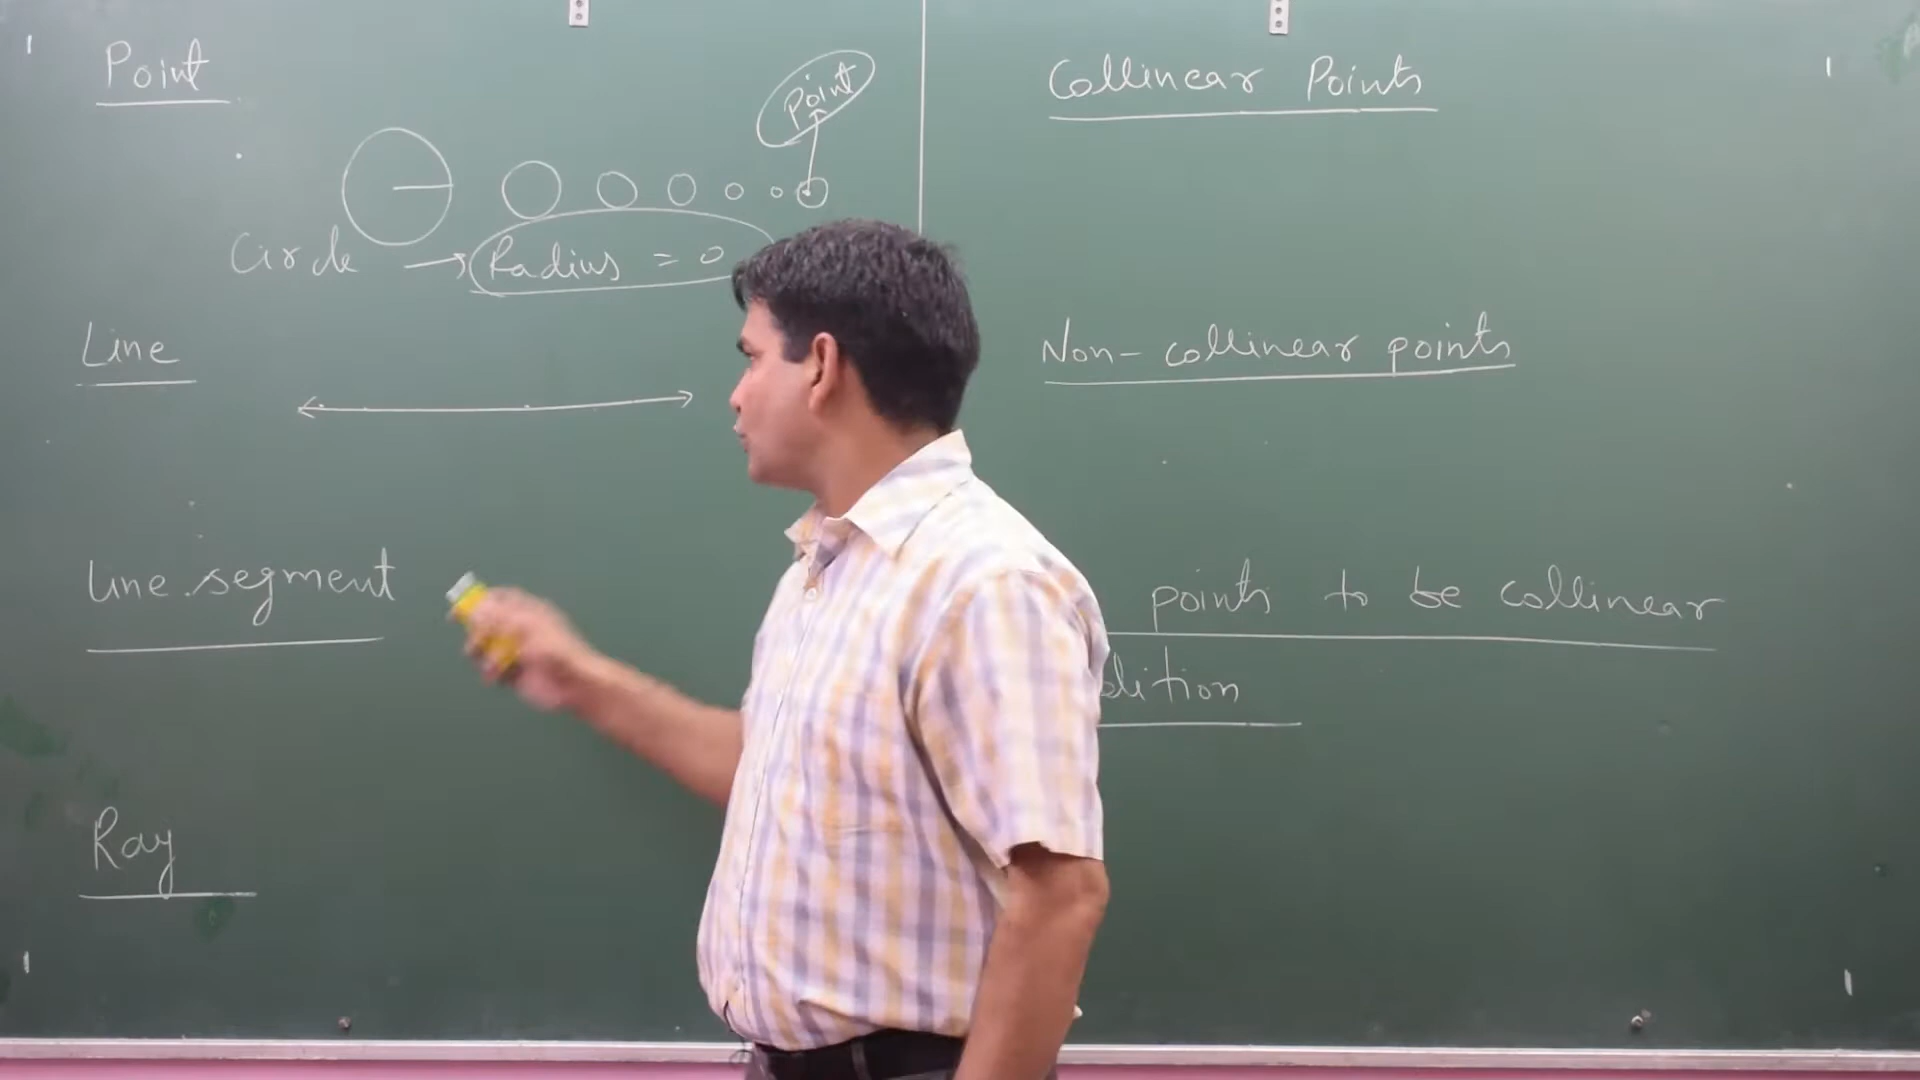 Point
Point
Circle → Radius = 0
Line
Line segment
Ray
Collinear Points
Non-collinear points
points to be collinear